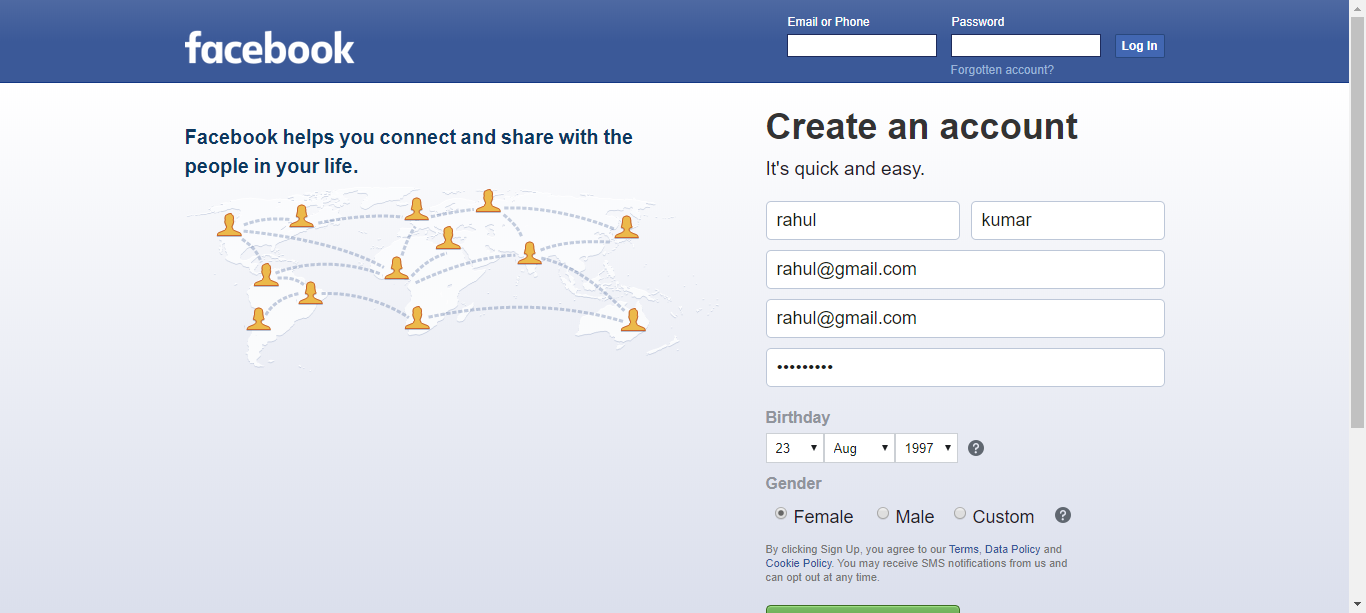 facebook
Email or Phone
Password
Log In
Forgotten account?
Facebook helps you connect and share with the
people in your life.
Create an account
It's quick and easy.
rahul
kumar
rahul@gmail.com
rahul@gmail.com
•••••••••
Birthday
23 Aug 1997 ?
Gender
Female Male Custom ?
By clicking Sign Up, you agree to our Terms, Data Policy and
Cookie Policy. You may receive SMS notifications from us and
can opt out at any time.